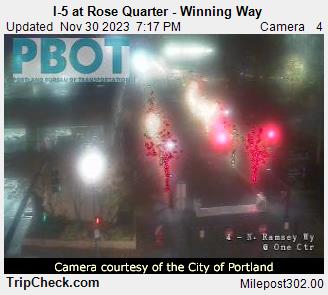 I-5 at Rose Quarter - Winning Way
Updated Nov 30 2023 7:17 PM Camera 4
PBOT
PORTLAND BUREAU OF TRANSPORTATION
4 - N. Ramsey Wy
@ One Ctr
Camera courtesy of the City of Portland
TripCheck.com Milepost302.00